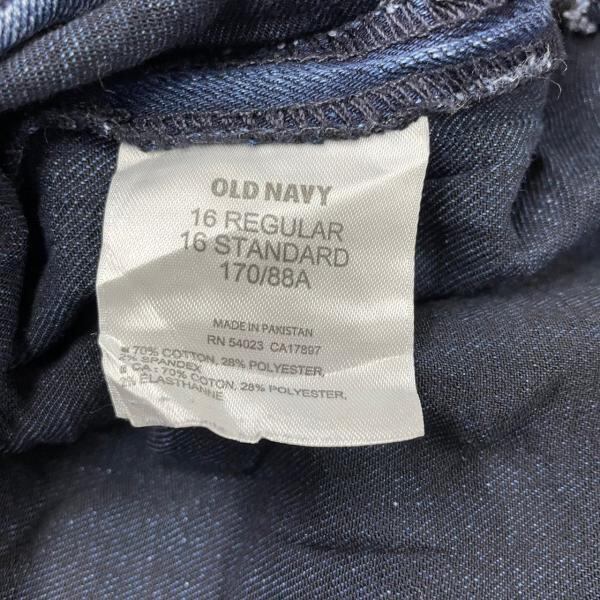 OLD NAVY
16 REGULAR
16 STANDARD
170/88A
MADE IN PAKISTAN
RN 54023 CA17897
70% COTTON, 28% POLYESTER,
2% SPANDEX
CA : 70% COTON, 28% POLYESTER,
2% ELASTHANNE